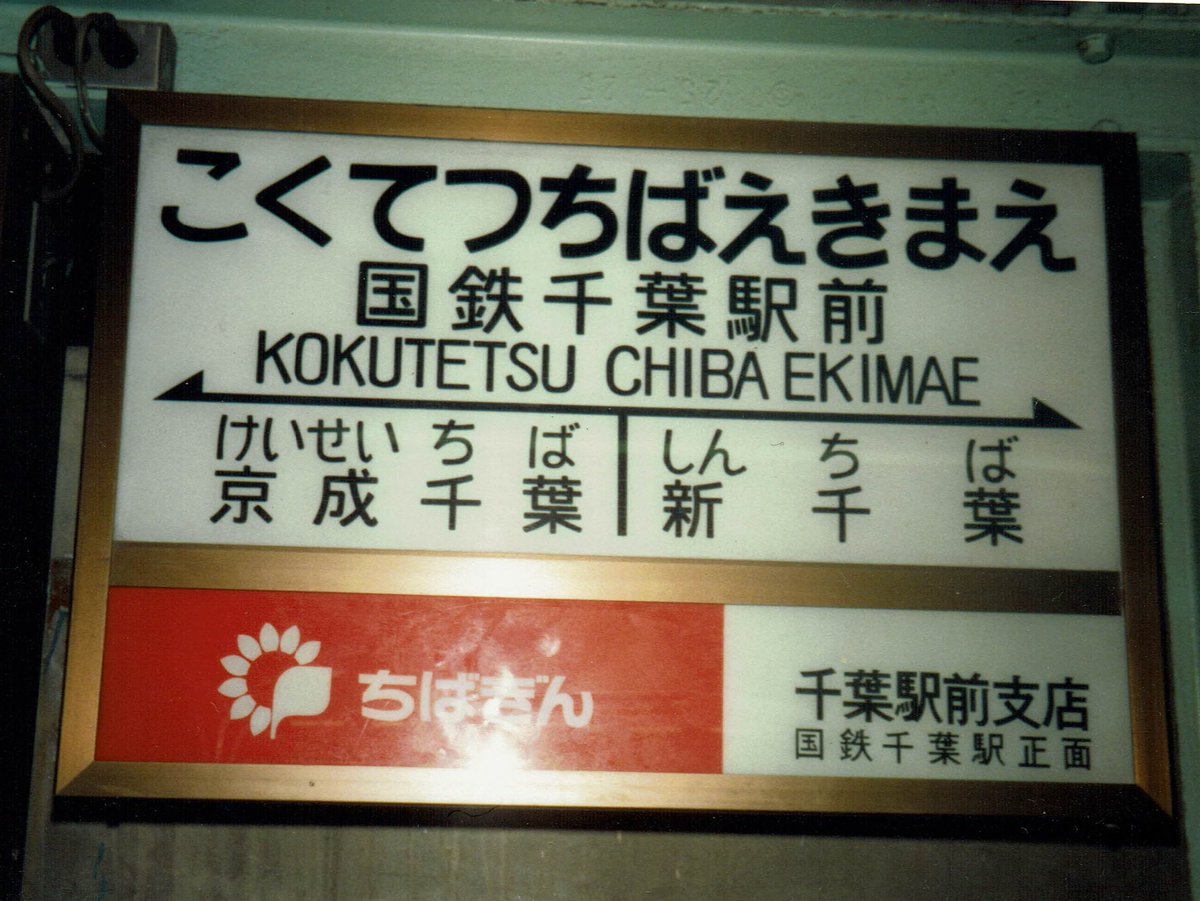 こくてつちばえきまえ
国鉄千葉駅前
KOKUTETSU CHIBA EKIMAE
けいせいちば
京成千葉
しんちば
新千葉
ちばぎん
千葉駅前支店
国鉄千葉駅正面